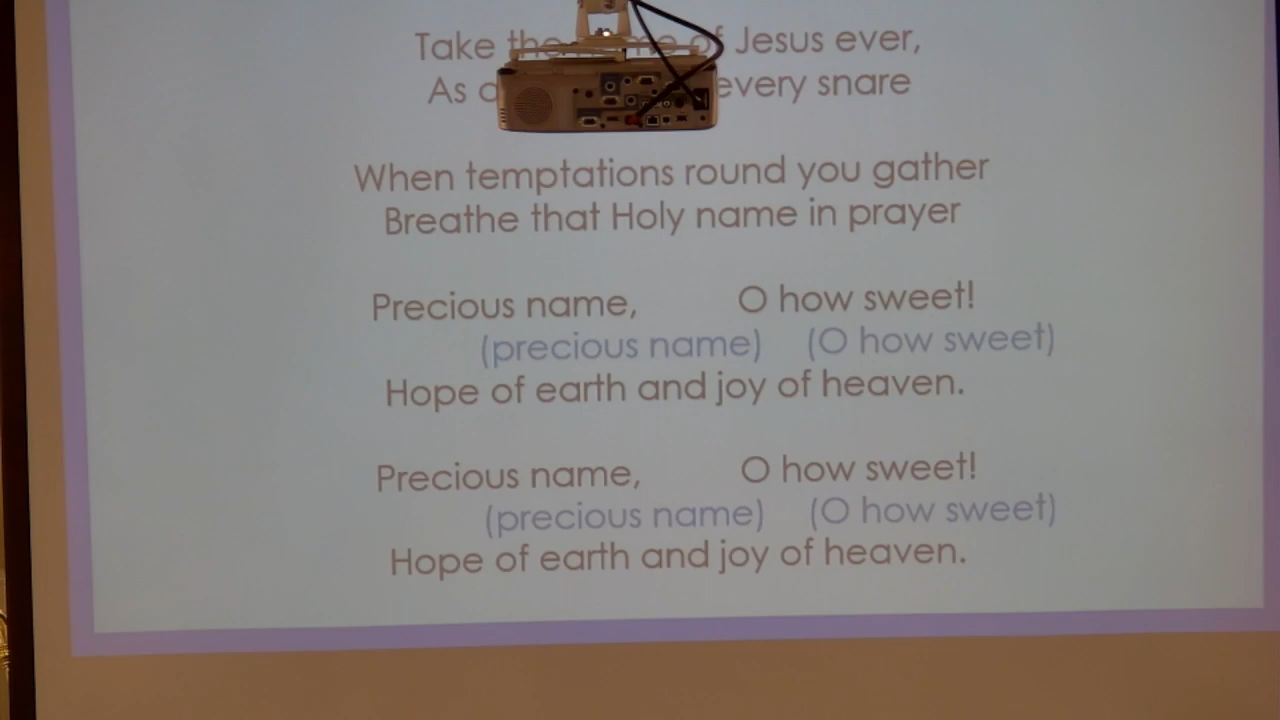 Take the name of Jesus ever,
As every snare
When temptations round you gather
Breathe that Holy name in prayer
Precious name, O how sweet!
(precious name) (O how sweet)
Hope of earth and joy of heaven.
Precious name, O how sweet!
(precious name) (O how sweet)
Hope of earth and joy of heaven.